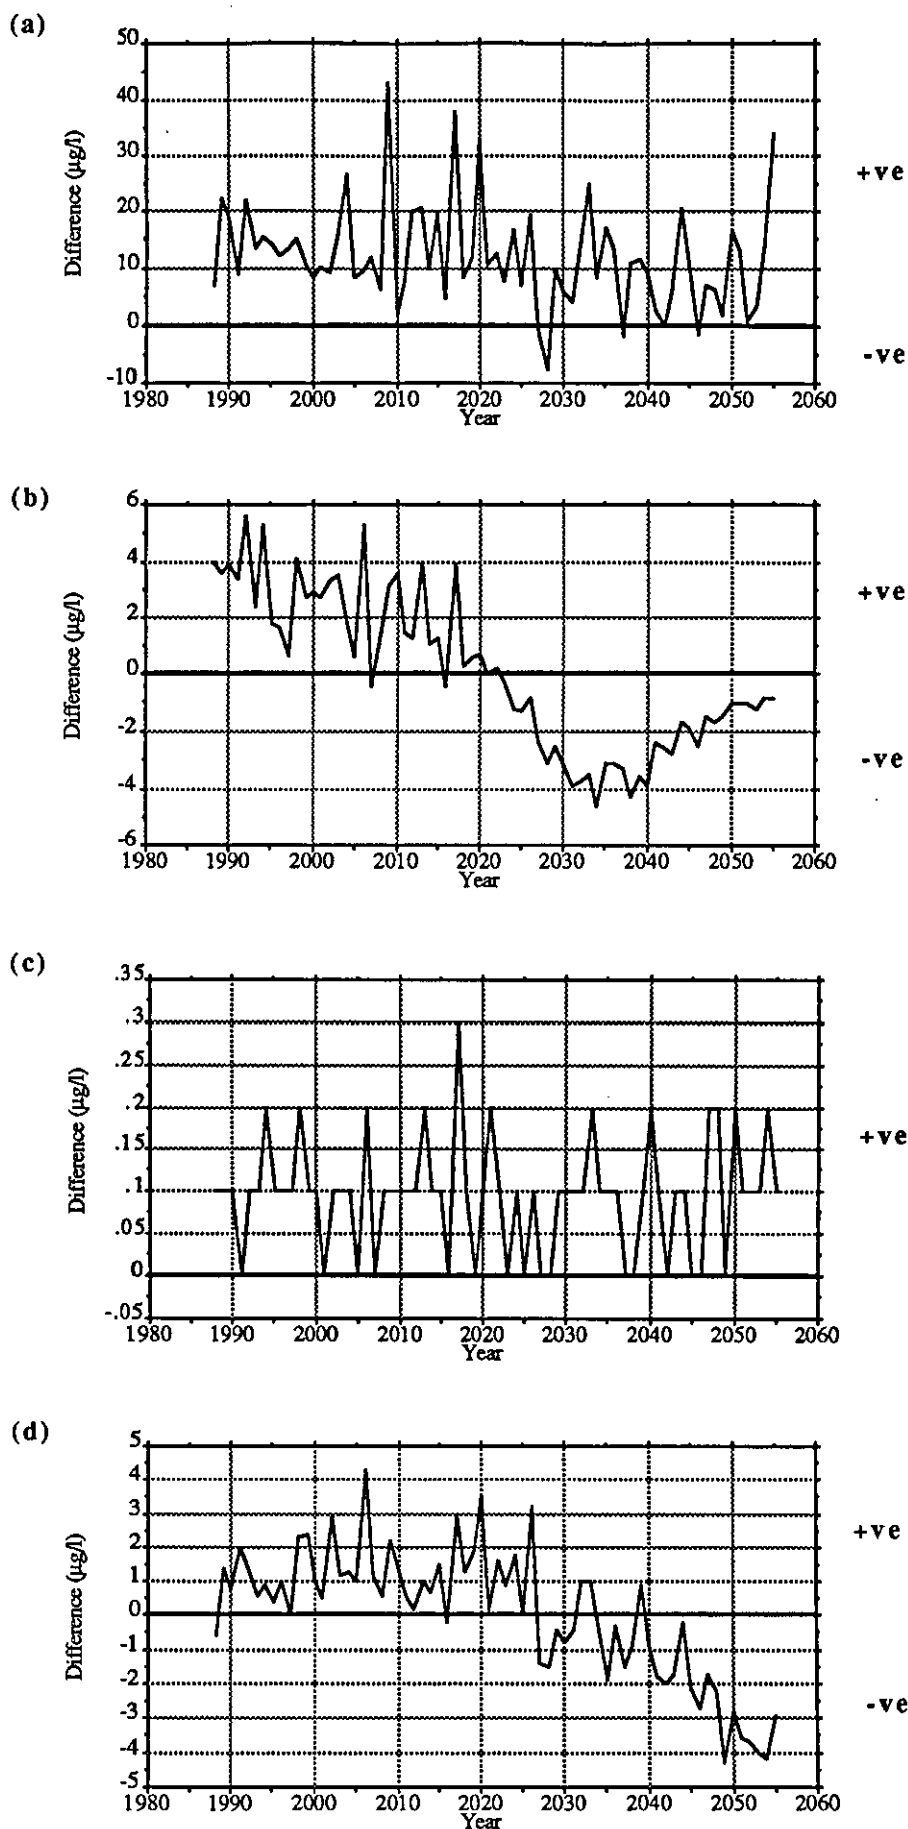 (a)
50
40
30
20
10
0
-10
Difference (µg/l)
+ve
-ve
1980 1990 2000 2010 2020 2030 2040 2050 2060
Year
(b)
6
4
2
0
-2
-4
-6
Difference (µg/l)
+ve
-ve
1980 1990 2000 2010 2020 2030 2040 2050 2060
Year
(c)
.35
.3
.25
.2
.15
.1
.05
0
-.05
Difference (µg/l)
+ve
1980 1990 2000 2010 2020 2030 2040 2050 2060
Year
(d)
5
4
3
2
1
0
-1
-2
-3
-4
-5
Difference (µg/l)
+ve
-ve
1980 1990 2000 2010 2020 2030 2040 2050 2060
Year